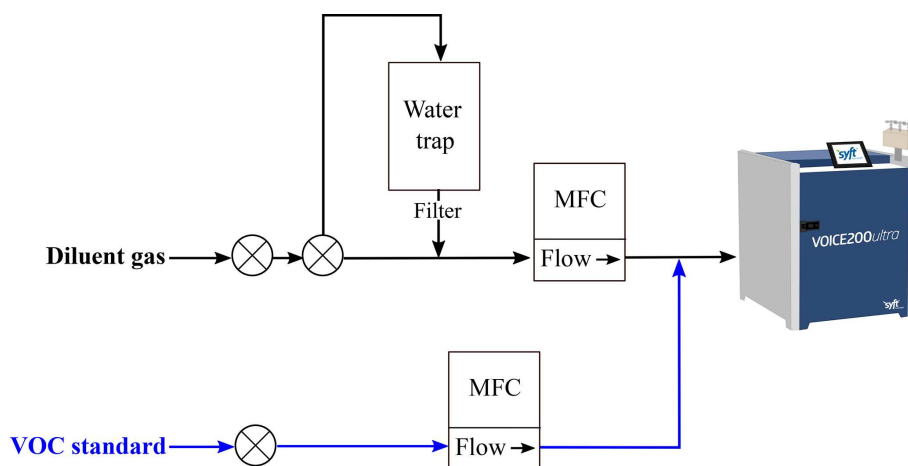 Water
trap
Filter
MFC
Flow
Diluent gas
syft
VOICE200ultra
syft
MFC
Flow
VOC standard